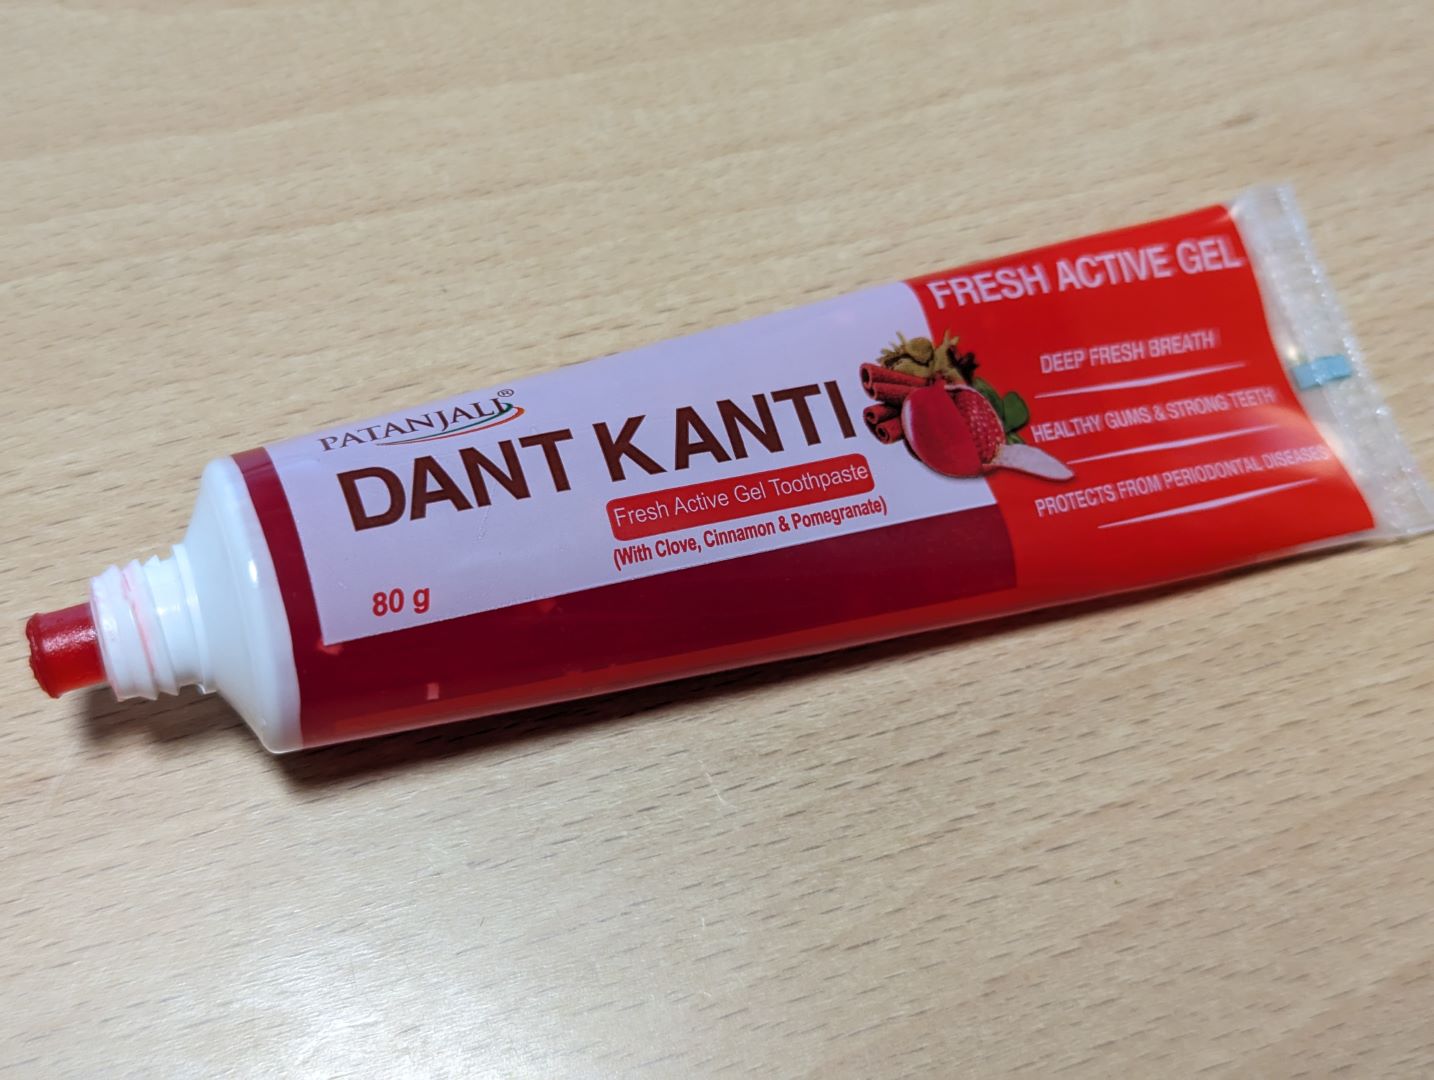 PATANJALI®
DANT KANTI
Fresh Active Gel Toothpaste
(With Clove, Cinnamon & Pomegranate)
80 g
FRESH ACTIVE GEL
DEEP FRESH BREATH
HEALTHY GUMS & STRONG TEETH
PROTECTS FROM PERIODONTAL DISEASES